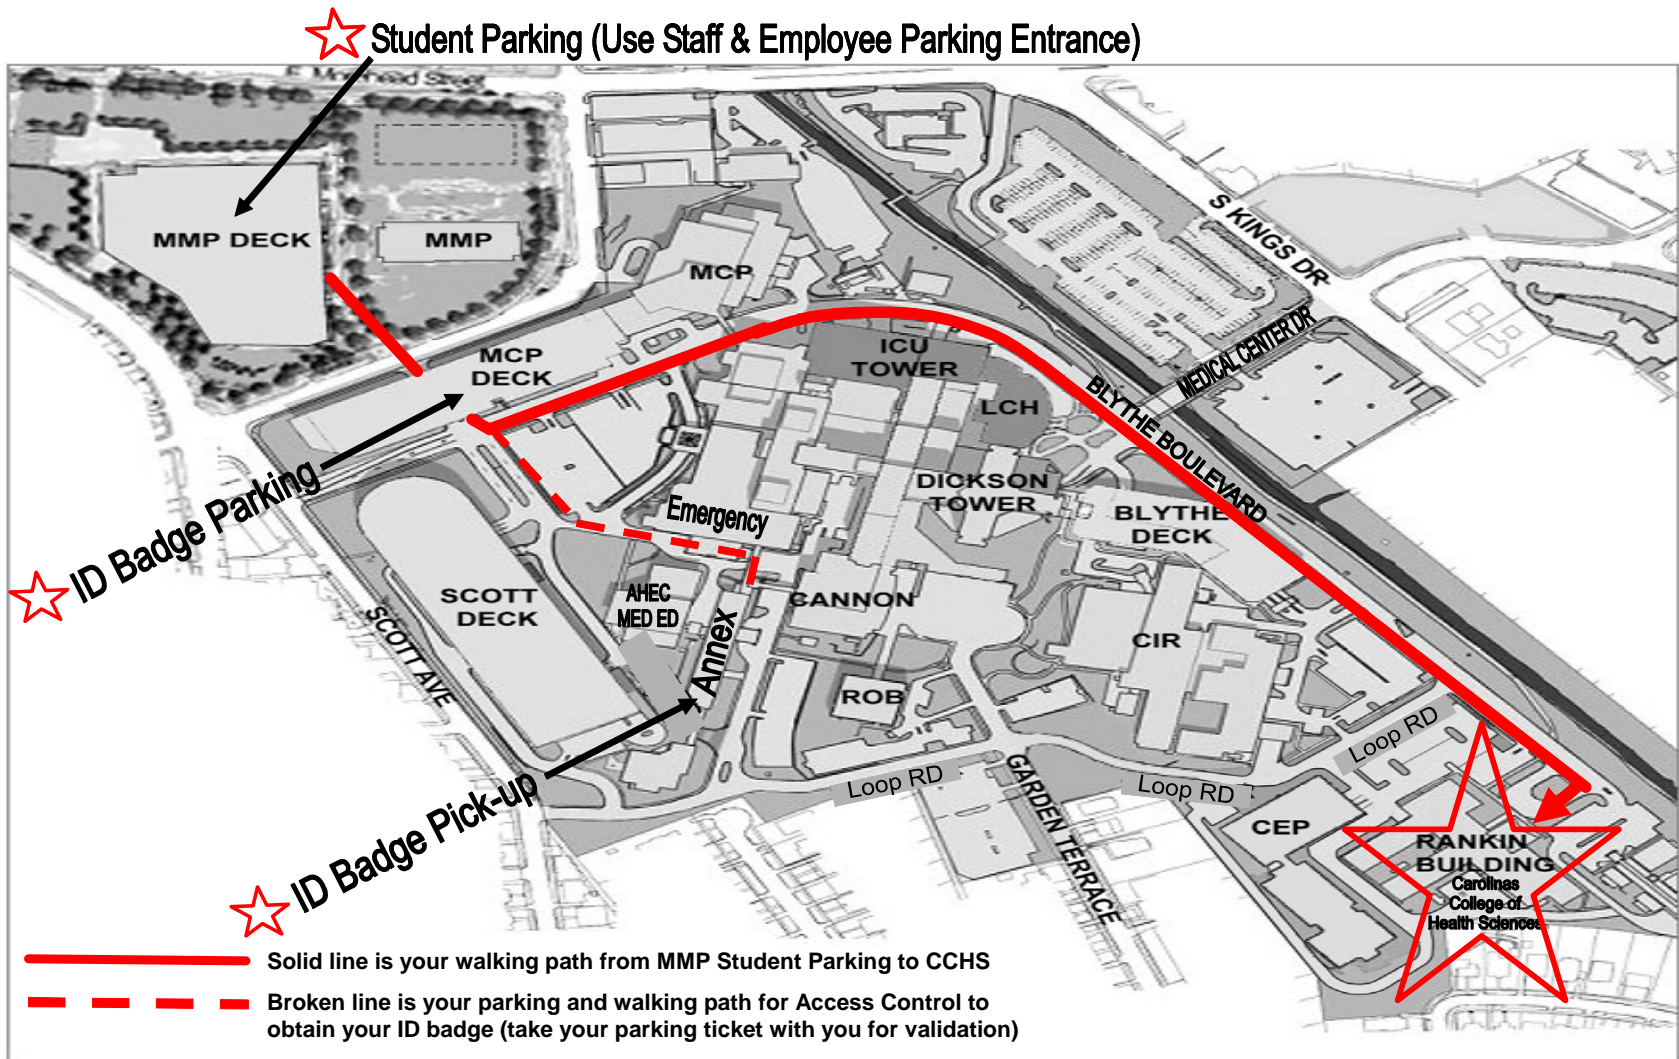 Student Parking (Use Staff & Employee Parking Entrance)
E. Morehead Street
MMP DECK
MMP
MCP
S KINGS DR
MCP
DECK
ICU
TOWER
MEDICAL CENTER DR
LCH
BLYTHE BOULEVARD
ID Badge Parking
DICKSON
TOWER
Emergency
BLYTHE
DECK
SCOTT
DECK
AHEC
MED ED
CANNON
Annex
CIR
SCOTT AVE
ROB
Loop RD
Loop RD
Loop RD
GARDEN TERRACE
ID Badge Pick-up
CEP
RANKIN
BUILDING
Carolinas
College of
Health Sciences
Solid line is your walking path from MMP Student Parking to CCHS
Broken line is your parking and walking path for Access Control to
obtain your ID badge (take your parking ticket with you for validation)